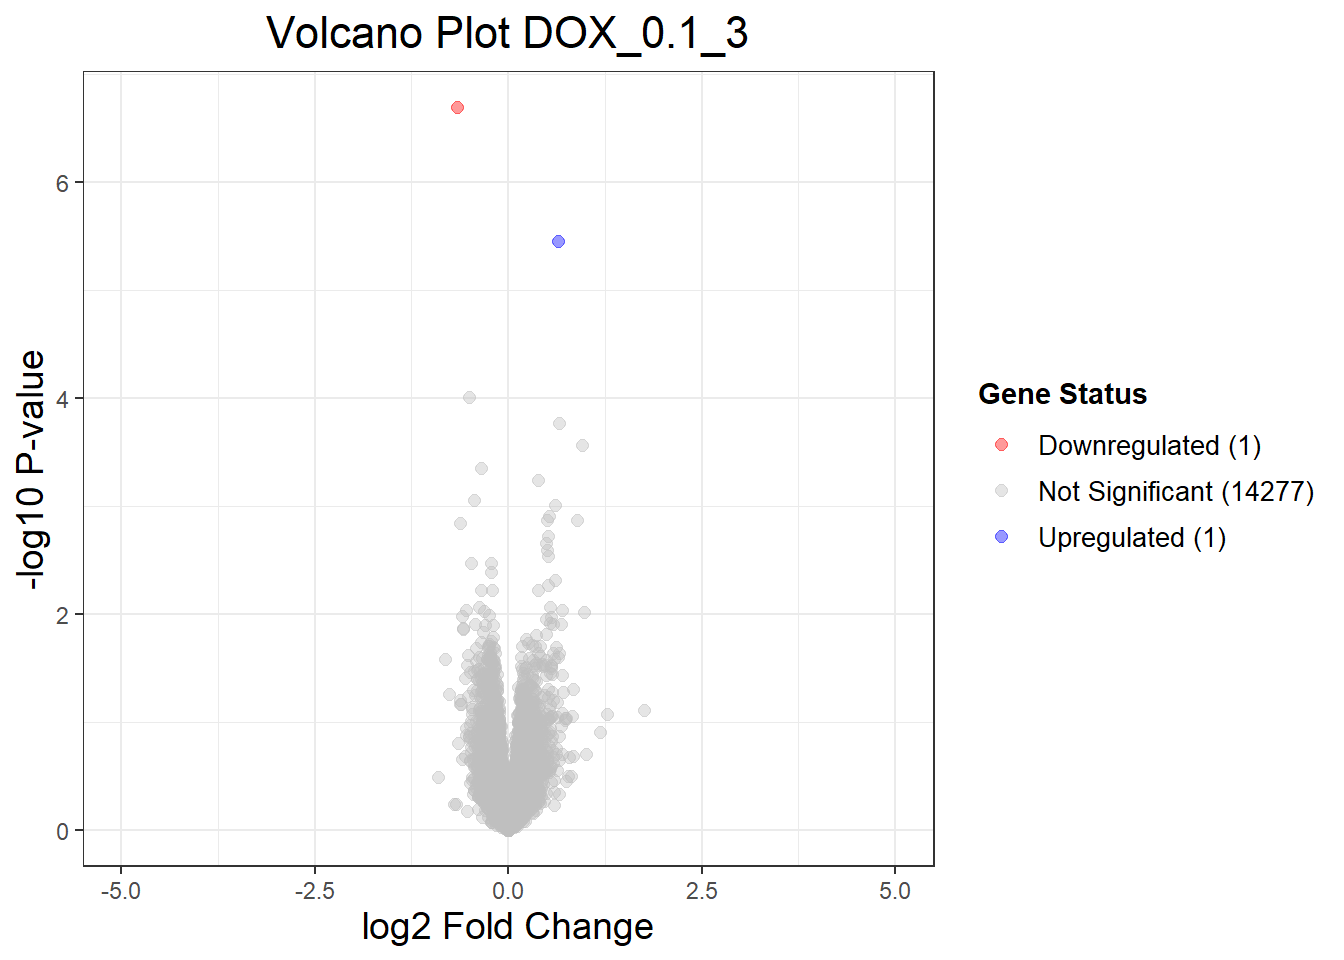 Volcano Plot DOX_0.1_3
6
4
2
0
-log10 P-value
-5.0
-2.5
0.0
2.5
5.0
log2 Fold Change
Gene Status
Downregulated (1)
Not Significant (14277)
Upregulated (1)